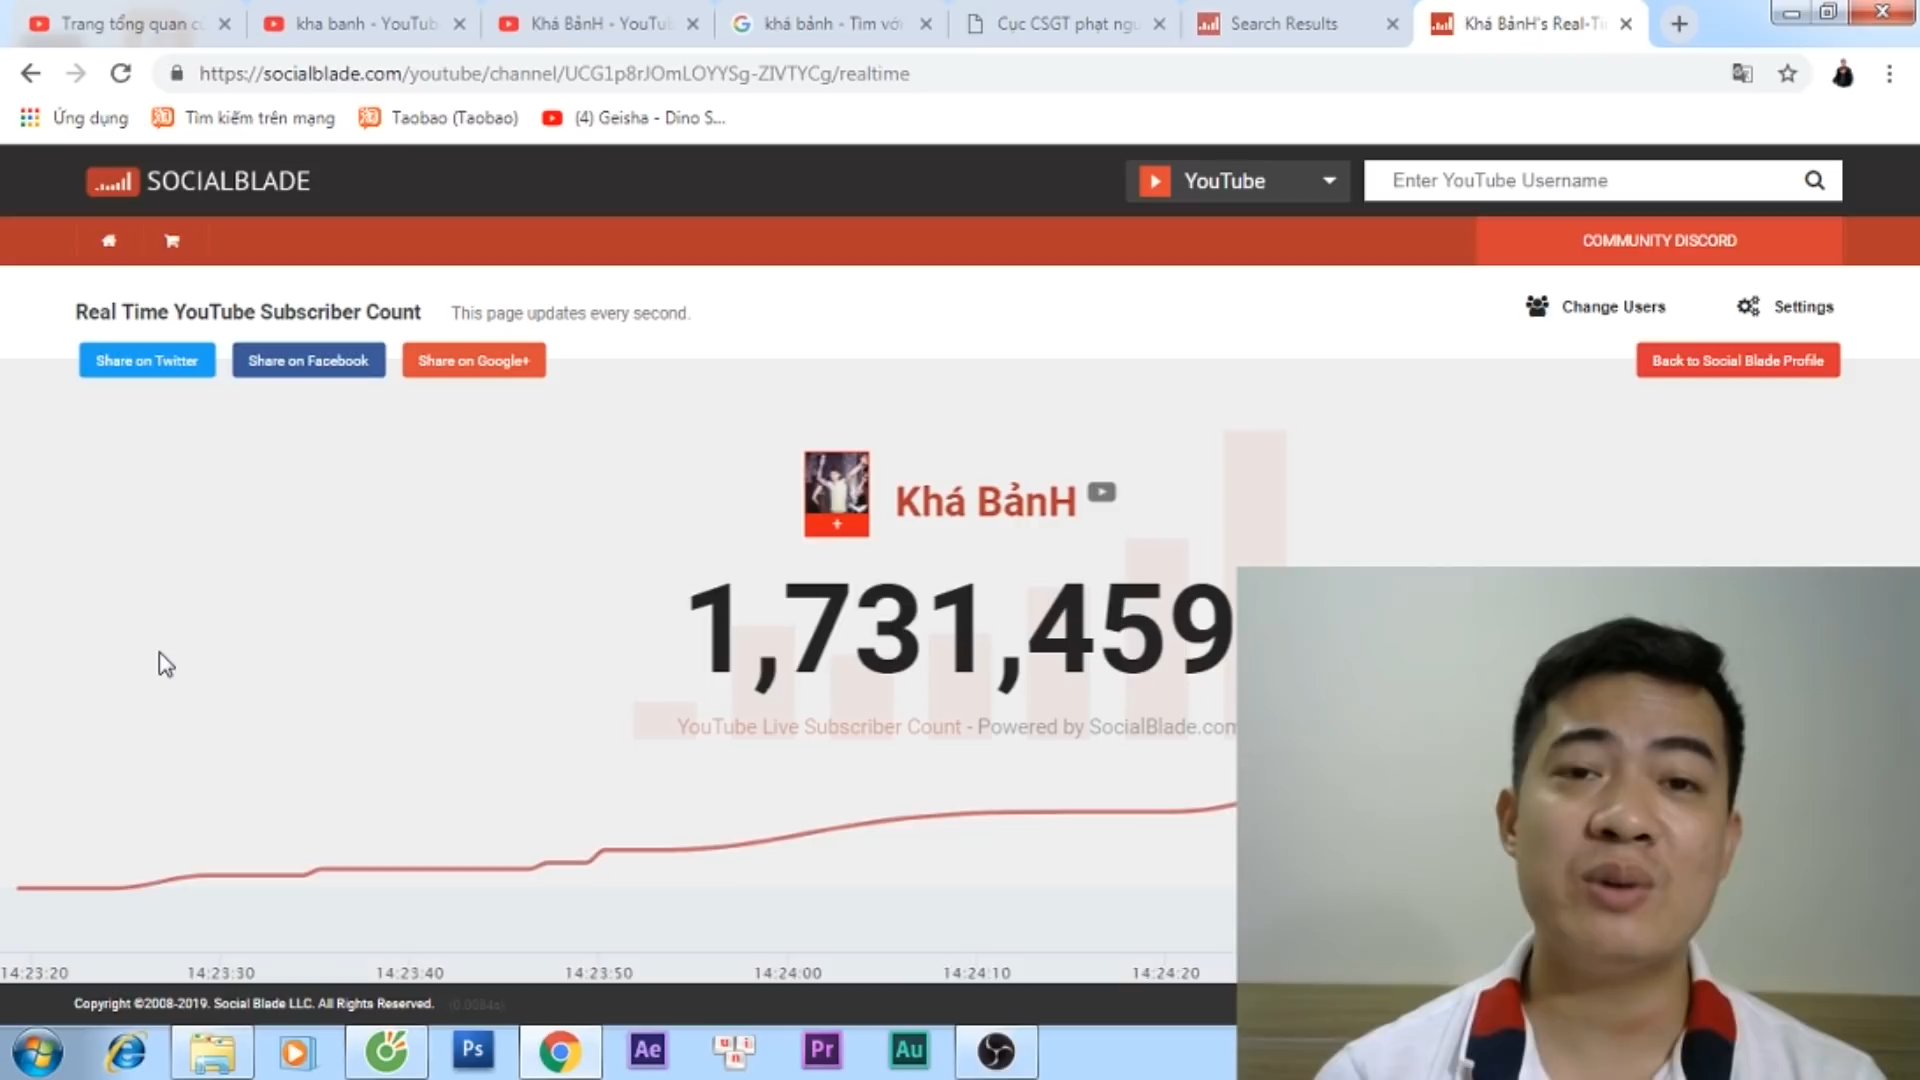 Trang tổng quan c
kha banh - YouTub
Khá BảnH - YouTu
khá bảnh - Tìm với
Cục CSGT phạt ngu
Search Results
Khá BảnH's Real-Ti
https://socialblade.com/youtube/channel/UCG1p8rJOmLOYYSg-ZIVTYCg/realtime
Ứng dụng
Tìm kiếm trên mạng
Taobao (Taobao)
(4) Geisha - Dino S...
SOCIALBLADE
YouTube
Enter YouTube Username
COMMUNITY DISCORD
Real Time YouTube Subscriber Count
This page updates every second.
Change Users
Settings
Share on Twitter
Share on Facebook
Share on Google+
Back to Social Blade Profile
Khá BảnH
1,731,459
YouTube Live Subscriber Count - Powered by SocialBlade.com
14:23:20 14:23:30 14:23:40 14:23:50 14:24:00 14:24:10 14:24:20
Copyright ©2008-2019. Social Blade LLC. All Rights Reserved.
Ps
Ae
Pr
Au